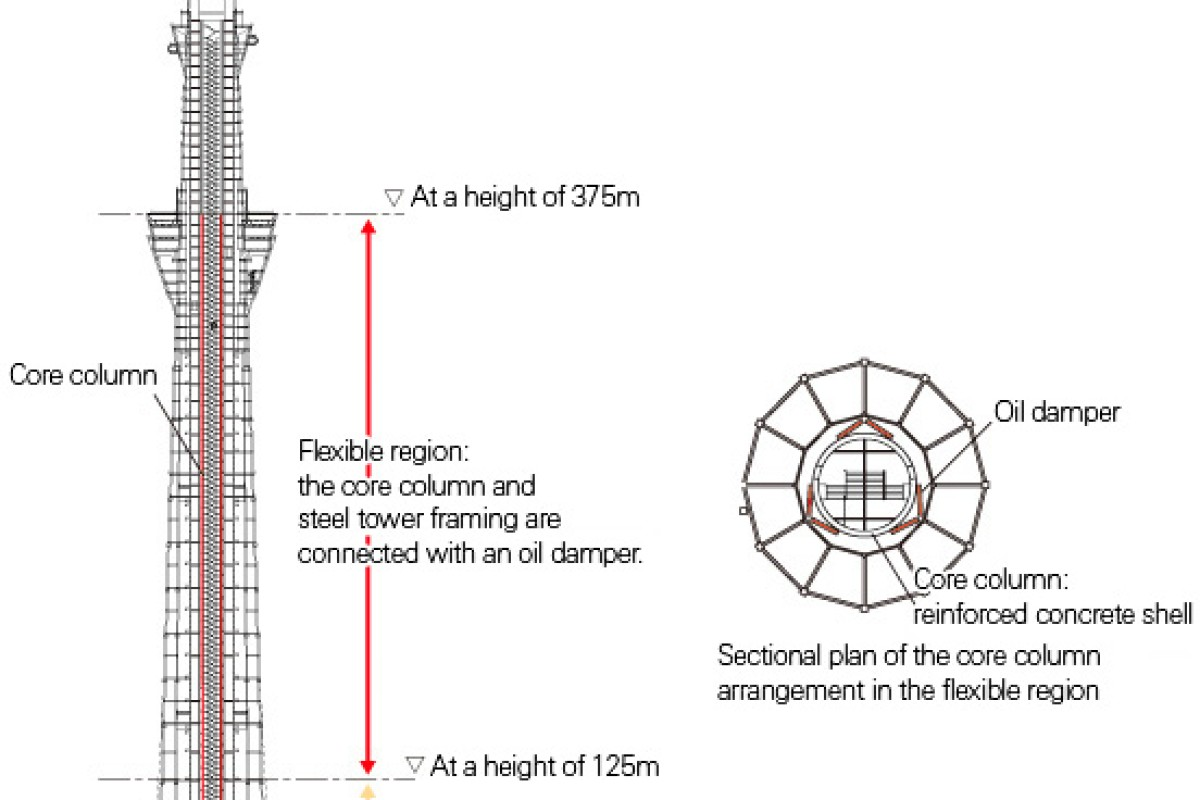 ▽ At a height of 375m
Core column
Flexible region:
the core column and
steel tower framing are
connected with an oil damper.
▽ At a height of 125m
Oil damper
Core column:
reinforced concrete shell
Sectional plan of the core column
arrangement in the flexible region